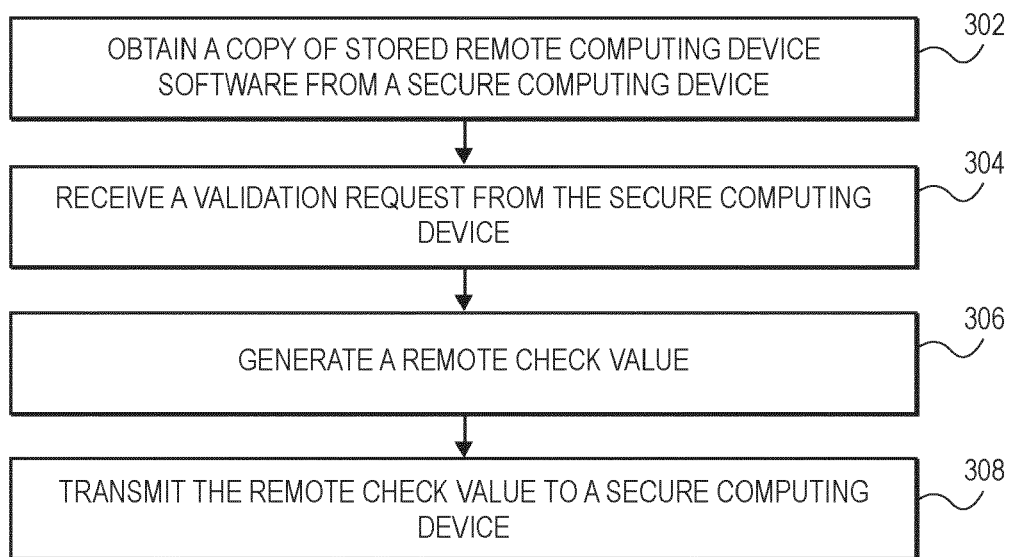 302
OBTAIN A COPY OF STORED REMOTE COMPUTING DEVICE
SOFTWARE FROM A SECURE COMPUTING DEVICE
304
RECEIVE A VALIDATION REQUEST FROM THE SECURE COMPUTING
DEVICE
306
GENERATE A REMOTE CHECK VALUE
308
TRANSMIT THE REMOTE CHECK VALUE TO A SECURE COMPUTING
DEVICE